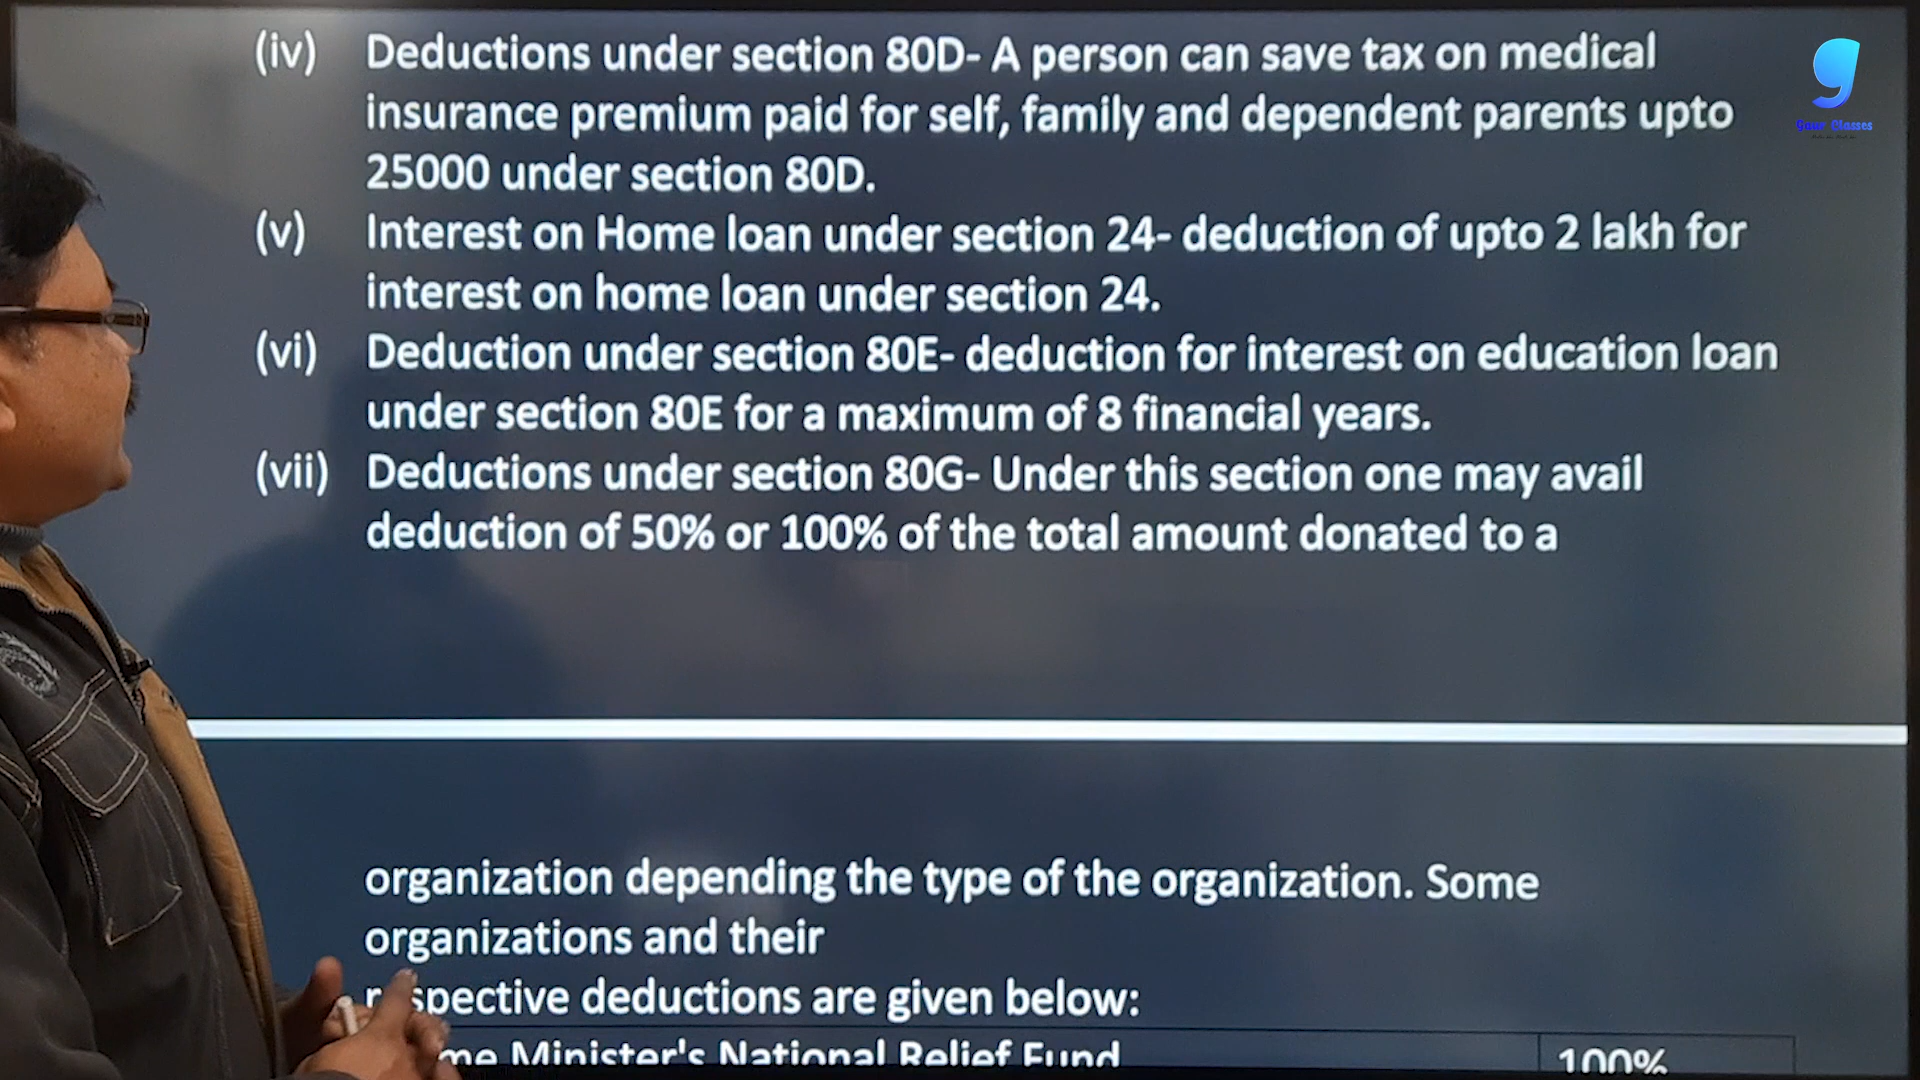 (iv) Deductions under section 80D- A person can save tax on medical
insurance premium paid for self, family and dependent parents upto
25000 under section 80D.
(v) Interest on Home loan under section 24- deduction of upto 2 lakh for
interest on home loan under section 24.
(vi) Deduction under section 80E- deduction for interest on education loan
under section 80E for a maximum of 8 financial years.
(vii) Deductions under section 80G- Under this section one may avail
deduction of 50% or 100% of the total amount donated to a
organization depending the type of the organization. Some
organizations and their
respective deductions are given below:
Minister's National Relief Fund 100%
g
Gaur Classes